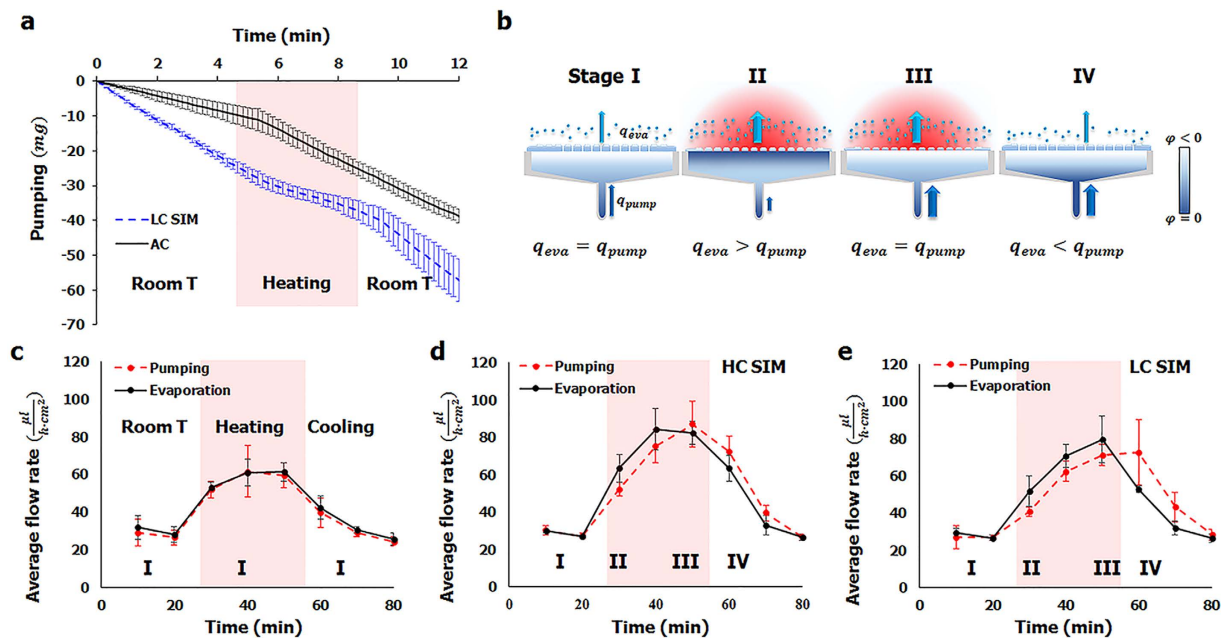 a
Time (min)
0 2 4 6 8 10 12
0
-10
-20
-30
-40
-50
-60
-70
Pumping (mg)
LC SIM
AC
Room T Heating Room T
b
Stage I II III IV
q_eva
q_pump
φ < 0
φ = 0
q_eva = q_pump q_eva > q_pump q_eva = q_pump q_eva < q_pump
c
120
100
80
60
40
20
0
Average flow rate (μl/h·cm²)
Pumping
Evaporation
Room T Heating Cooling
I I I
0 20 40 60 80
Time (min)
d
120
100
80
60
40
20
0
Average flow rate (μl/h·cm²)
Pumping
Evaporation
HC SIM
I II III IV
0 20 40 60 80
Time (min)
e
120
100
80
60
40
20
0
Average flow rate (μl/h·cm²)
Pumping
Evaporation
LC SIM
I II III IV
0 20 40 60 80
Time (min)